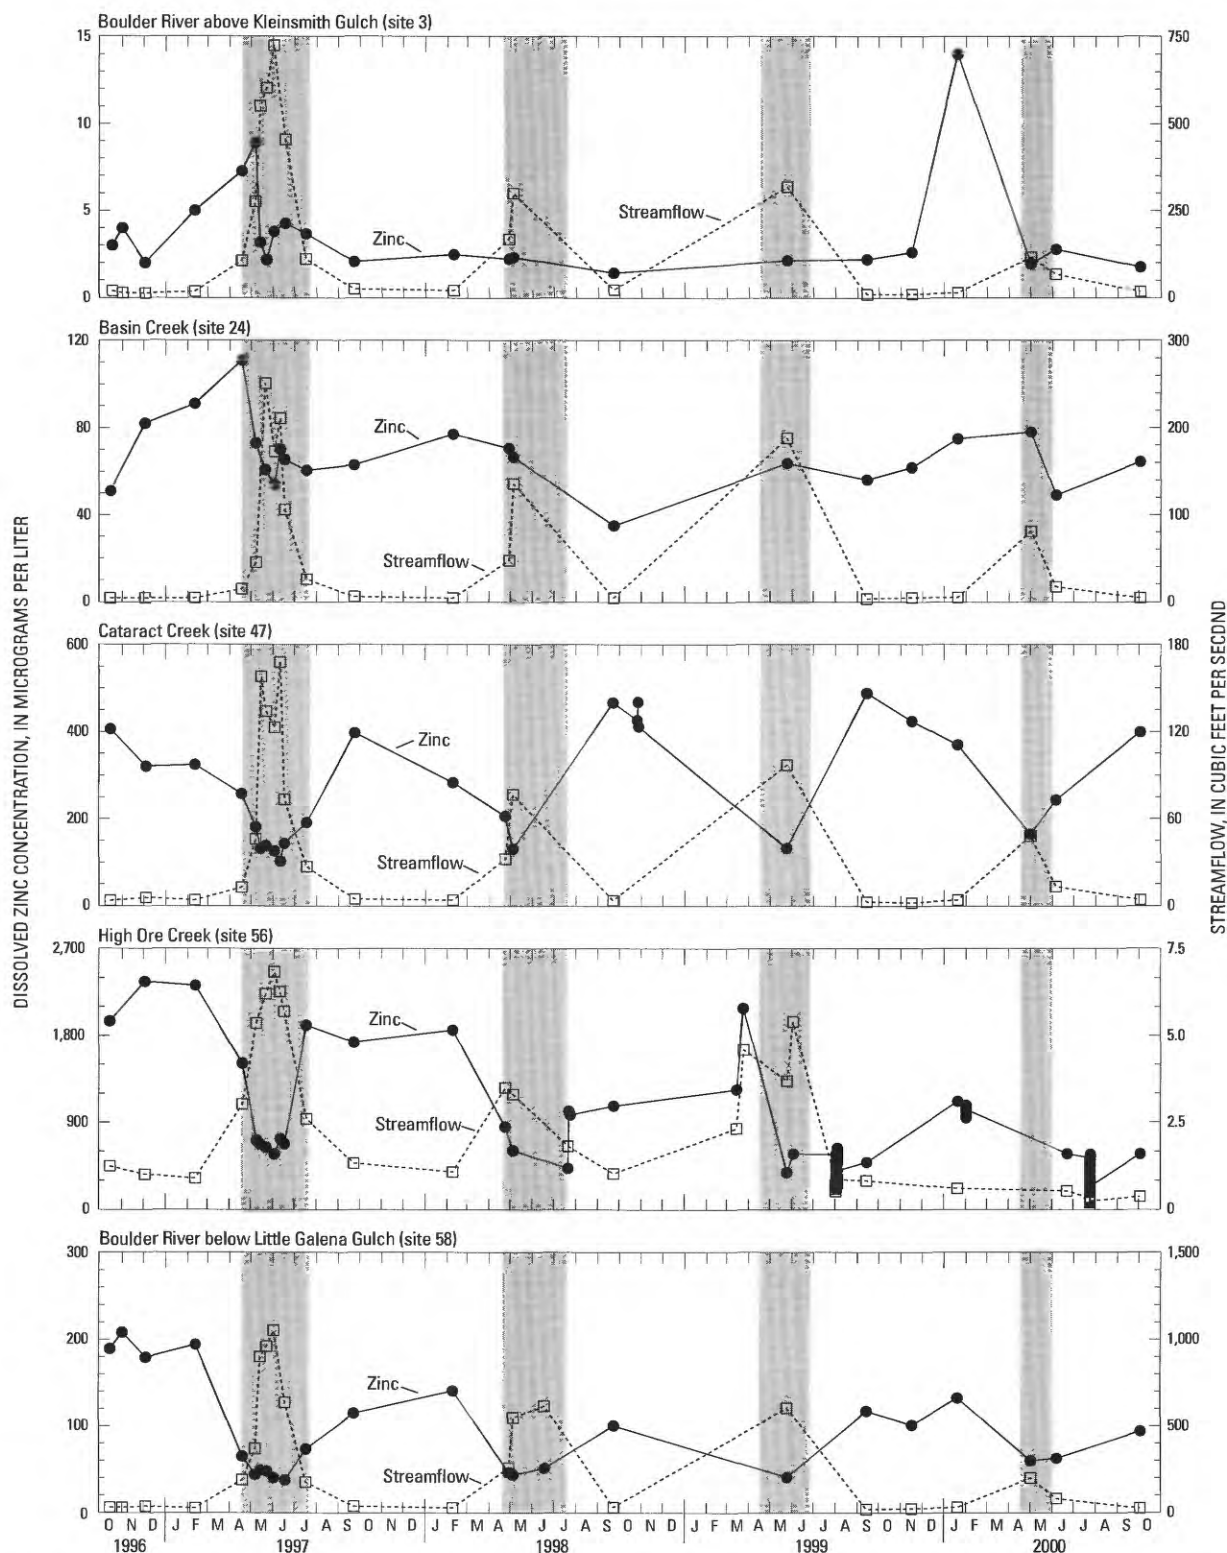 Boulder River above Kleinsmith Gulch (site 3)
15
10
5
0
750
500
250
0
Zinc
Streamflow
Basin Creek (site 24)
120
80
40
0
300
200
100
0
Zinc
Streamflow
Cataract Creek (site 47)
600
400
200
0
180
120
60
0
Zinc
Streamflow
High Ore Creek (site 56)
2,700
1,800
900
0
7.5
5.0
2.5
0
Zinc
Streamflow
Boulder River below Little Galena Gulch (site 58)
300
200
100
0
1,500
1,000
500
0
Zinc
Streamflow
DISSOLVED ZINC CONCENTRATION, IN MICROGRAMS PER LITER
STREAMFLOW, IN CUBIC FEET PER SECOND
O N D J F M A M J J A S O N D J F M A M J J A S O N D J F M A M J J A S O N D J F M A M J J A S O
1996 1997 1998 1999 2000